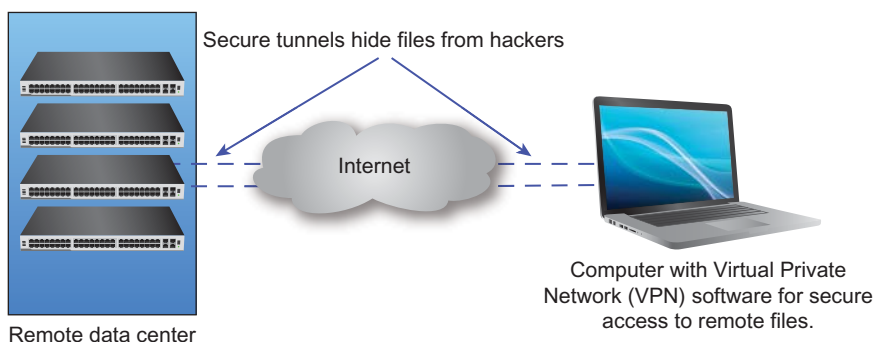 Secure tunnels hide files from hackers
Internet
Computer with Virtual Private
Network (VPN) software for secure
access to remote files.
Remote data center